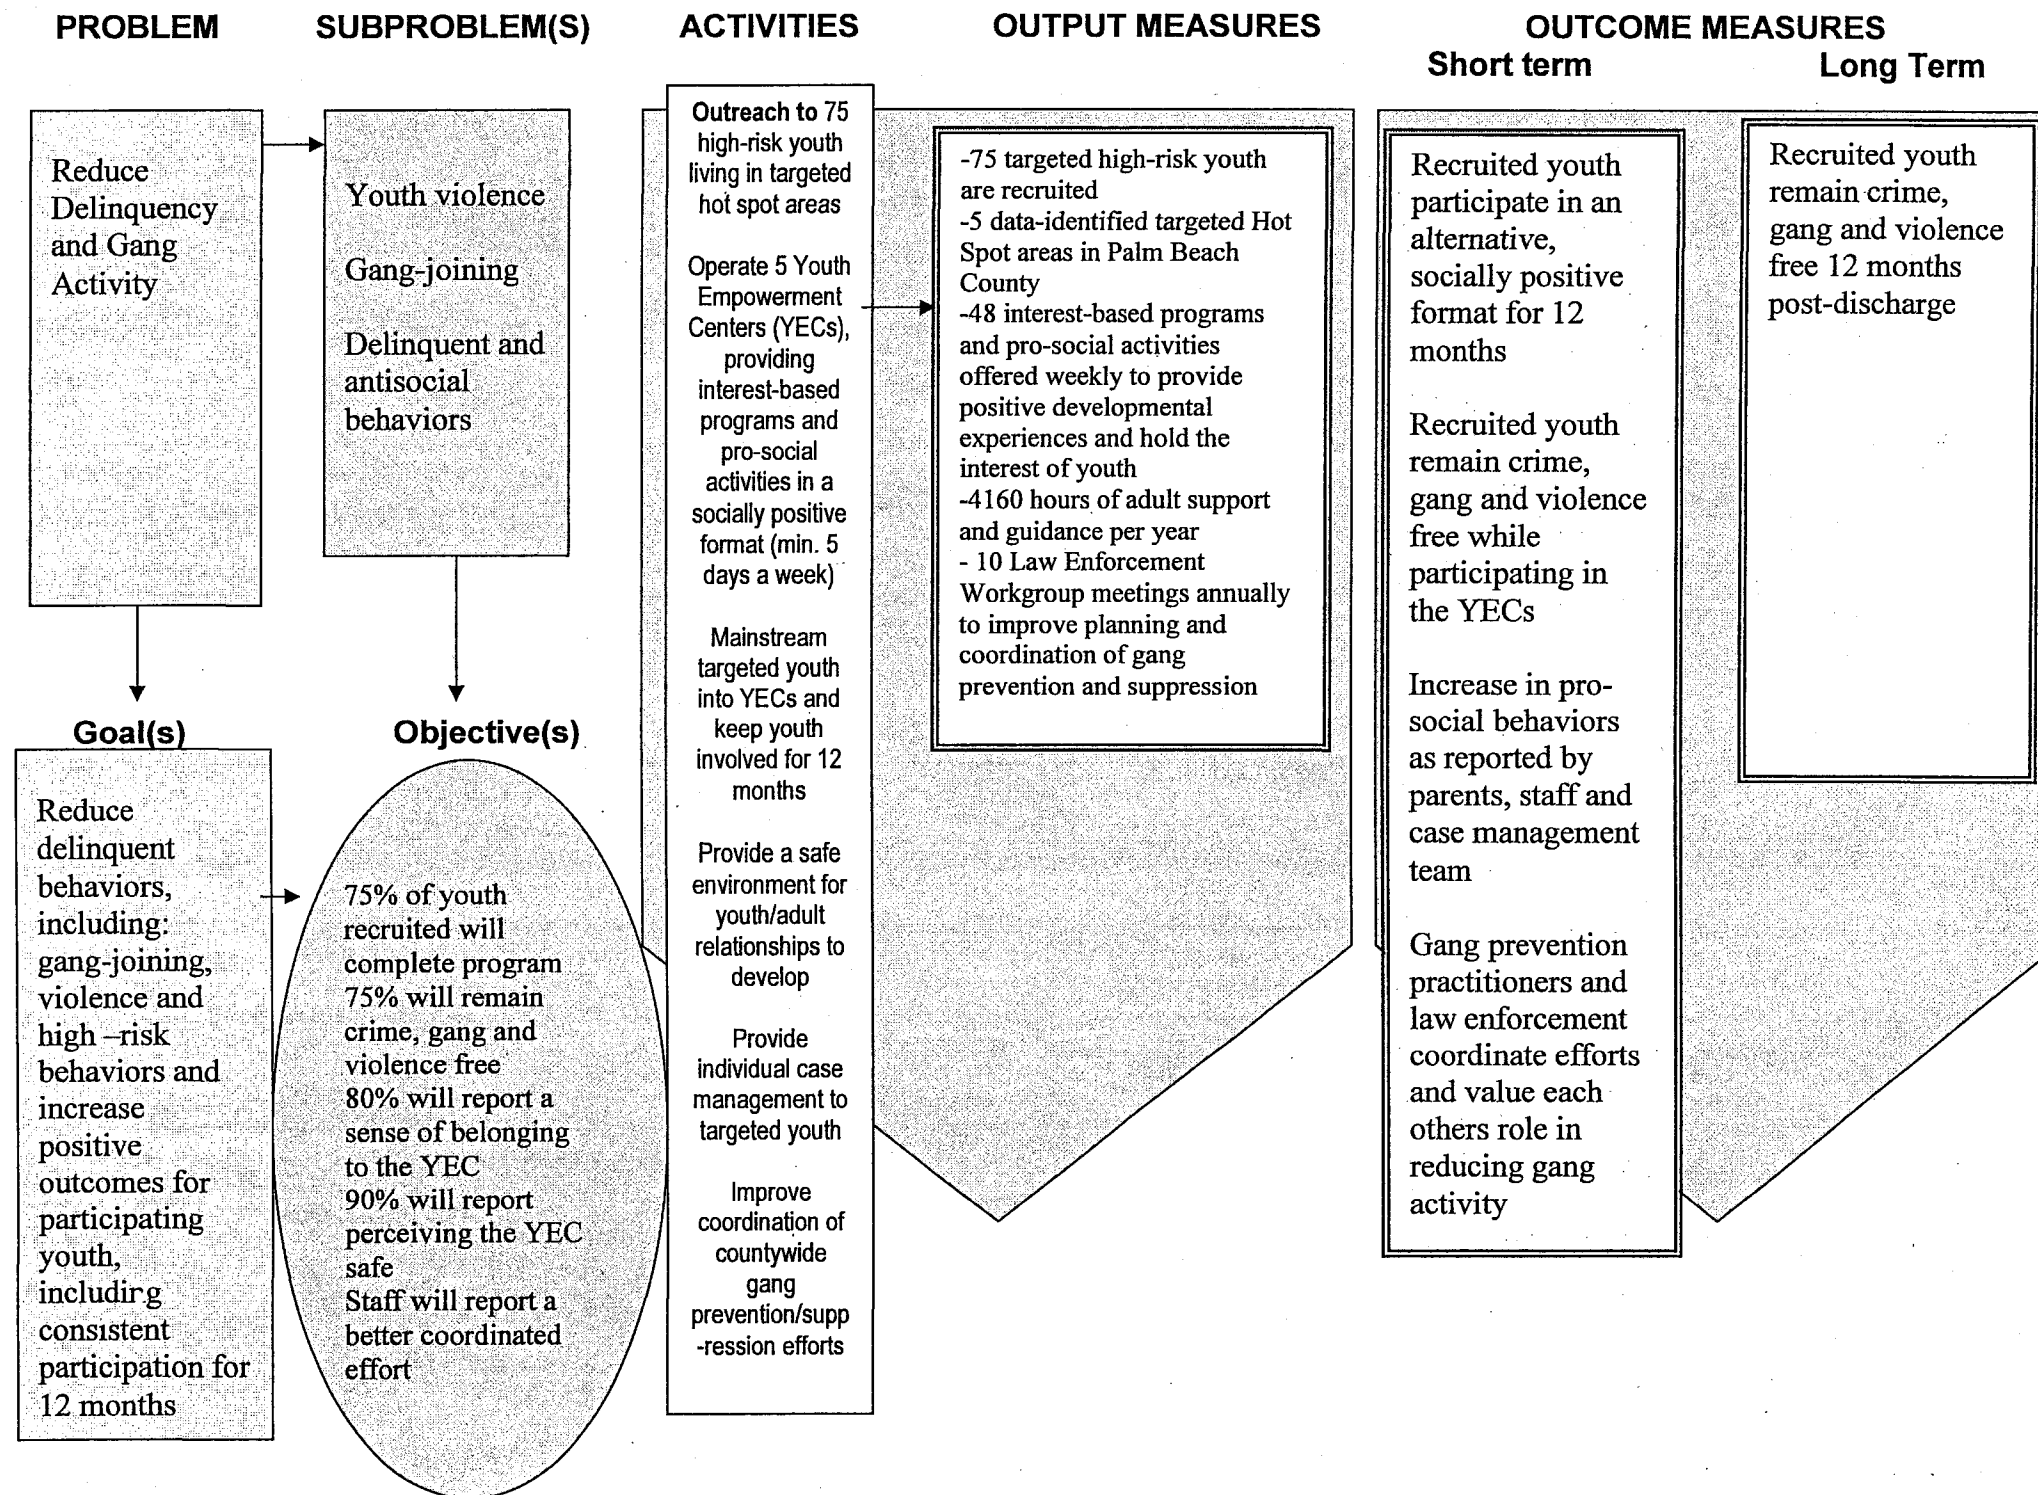 PROBLEM
SUBPROBLEM(S)
ACTIVITIES
OUTPUT MEASURES
OUTCOME MEASURES
Short term
Long Term
Reduce
Delinquency
and Gang
Activity
Youth violence
Gang-joining
Delinquent and
antisocial
behaviors
Goal(s)
Reduce
delinquent
behaviors,
including:
gang-joining,
violence and
high –risk
behaviors and
increase
positive
outcomes for
participating
youth,
including
consistent
participation for
12 months
Objective(s)
75% of youth
recruited will
complete program
75% will remain
crime, gang and
violence free
80% will report a
sense of belonging
to the YEC
90% will report
perceiving the YEC
safe
Staff will report a
better coordinated
effort
Outreach to 75
high-risk youth
living in targeted
hot spot areas
Operate 5 Youth
Empowerment
Centers (YECs),
providing
interest-based
programs and
pro-social
activities in a
socially positive
format (min. 5
days a week)
Mainstream
targeted youth
into YECs and
keep youth
involved for 12
months
Provide a safe
environment for
youth/adult
relationships to
develop
Provide
individual case
management to
targeted youth
Improve
coordination of
countywide
gang
prevention/supp
-ression efforts
-75 targeted high-risk youth
are recruited
-5 data-identified targeted Hot
Spot areas in Palm Beach
County
-48 interest-based programs
and pro-social activities
offered weekly to provide
positive developmental
experiences and hold the
interest of youth
-4160 hours of adult support
and guidance per year
- 10 Law Enforcement
Workgroup meetings annually
to improve planning and
coordination of gang
prevention and suppression
Recruited youth
participate in an
alternative,
socially positive
format for 12
months
Recruited youth
remain crime,
gang and violence
free while
participating in
the YECs
Increase in pro-
social behaviors
as reported by
parents, staff and
case management
team
Gang prevention
practitioners and
law enforcement
coordinate efforts
and value each
others role in
reducing gang
activity
Recruited youth
remain crime,
gang and violence
free 12 months
post-discharge